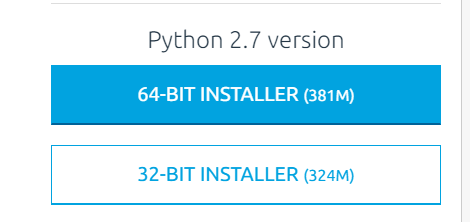 Python 2.7 version
64-BIT INSTALLER (381M)
32-BIT INSTALLER (324M)